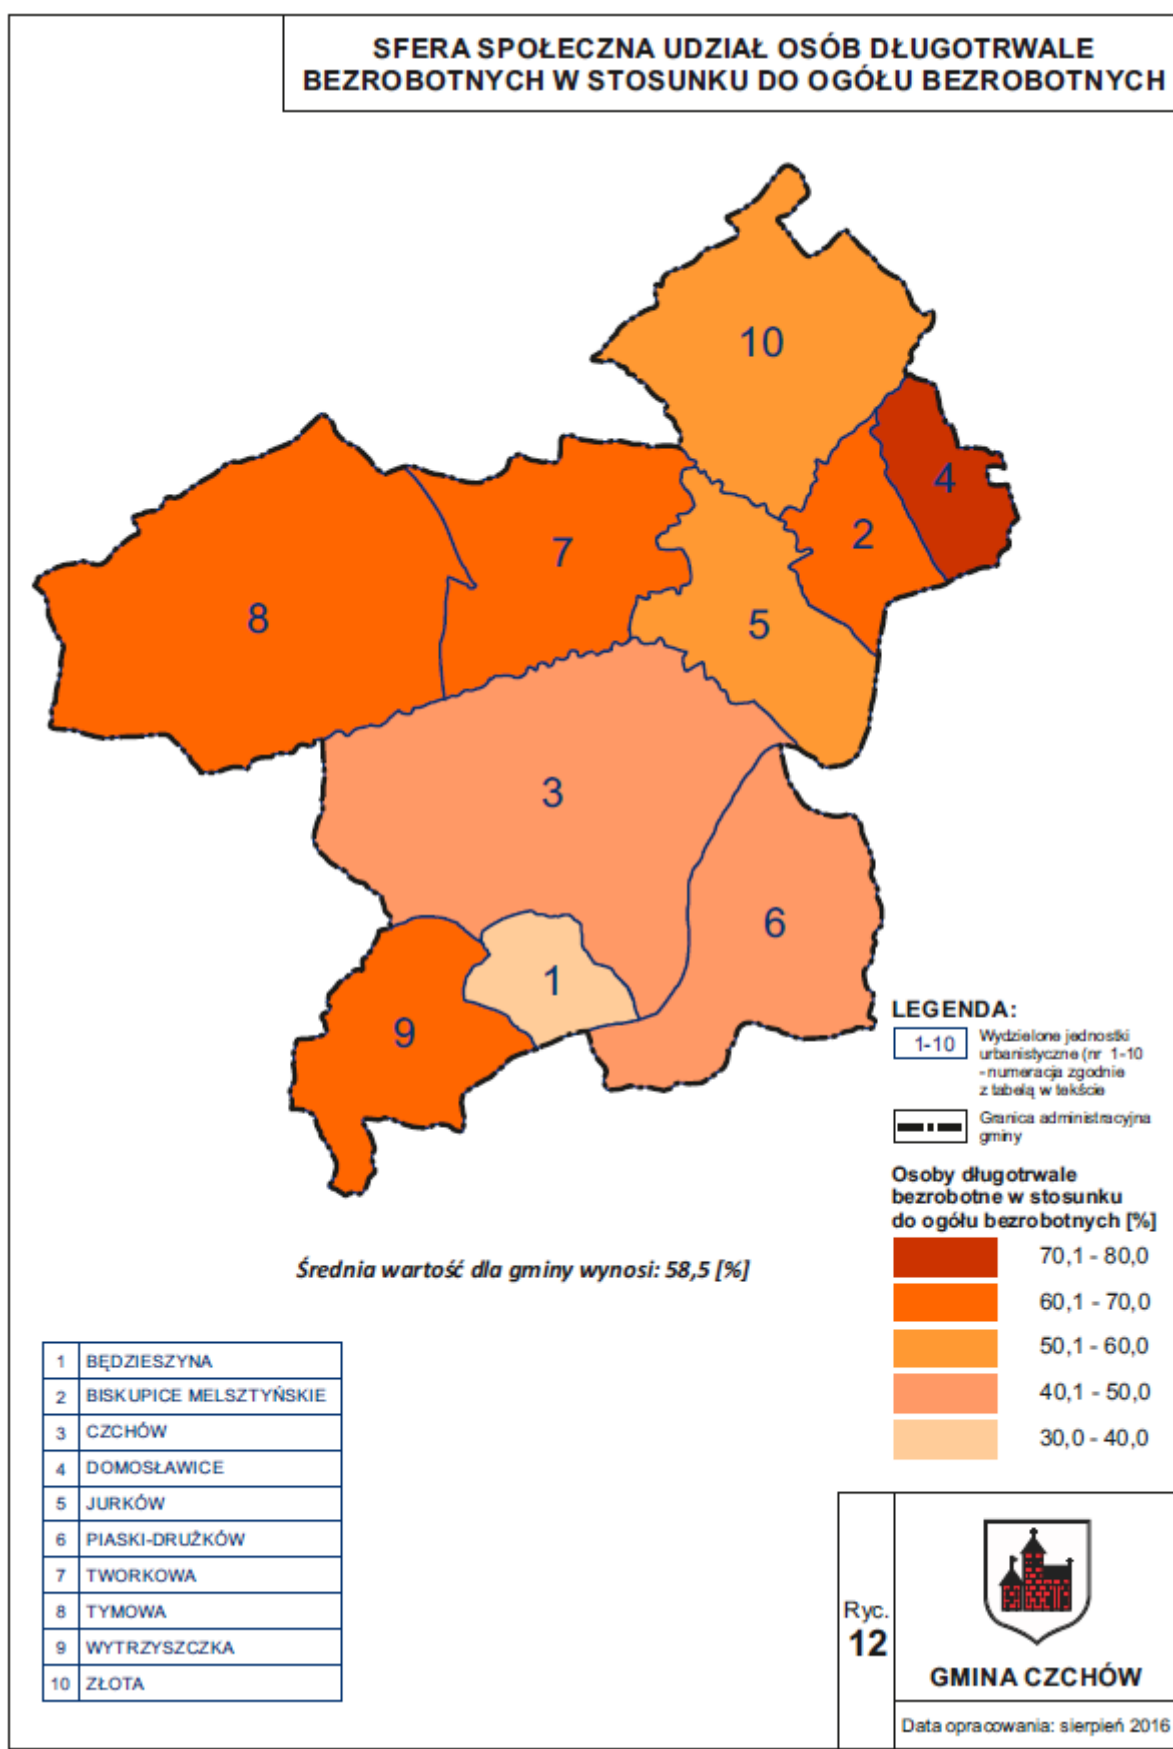 SFERA SPOŁECZNA UDZIAŁ OSÓB DŁUGOTRWALE
BEZROBOTNYCH W STOSUNKU DO OGÓŁU BEZROBOTNYCH
10
4
2
7
8
5
3
6
1
9
LEGENDA:
1-10
Wydzielone jednostki
urbanistyczne (nr 1-10
-numeracja zgodnie
z tabelą w tekście
Granica administracyjna
gminy
Osoby długotrwale
bezrobotne w stosunku
do ogółu bezrobotnych [%]
70,1 - 80,0
60,1 - 70,0
50,1 - 60,0
40,1 - 50,0
30,0 - 40,0
Średnia wartość dla gminy wynosi: 58,5 [%]
1 BĘDZIESZYNA
2 BISKUPICE MELSZTYŃSKIE
3 CZCHÓW
4 DOMOSŁAWICE
5 JURKÓW
6 PIASKI-DRUŻKÓW
7 TWORKOWA
8 TYMOWA
9 WYTRZYSZCZKA
10 ZŁOTA
Ryc.
12
GMINA CZCHÓW
Data opracowania: sierpień 2016